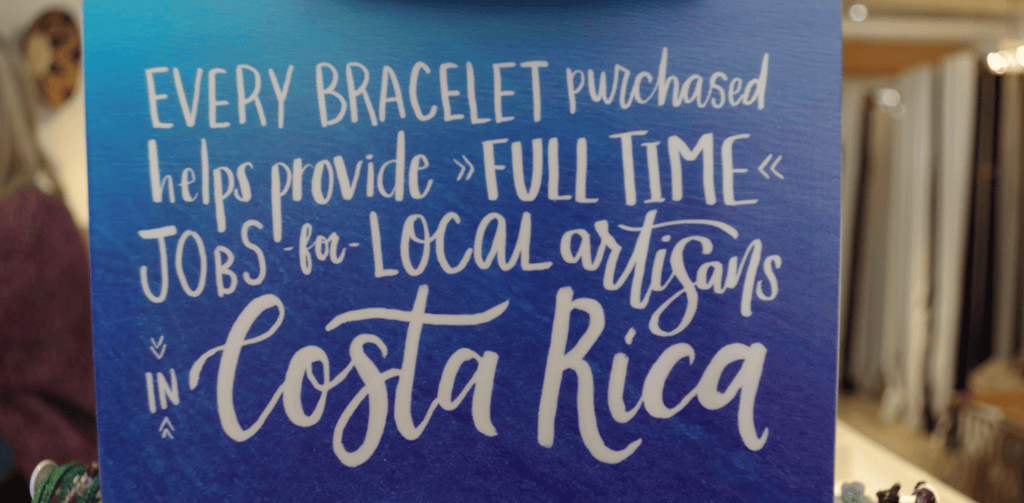 EVERY BRACELET purchased
helps provide »FULL TIME«
JOBS -for- LOCAL artisans
IN Costa Rica